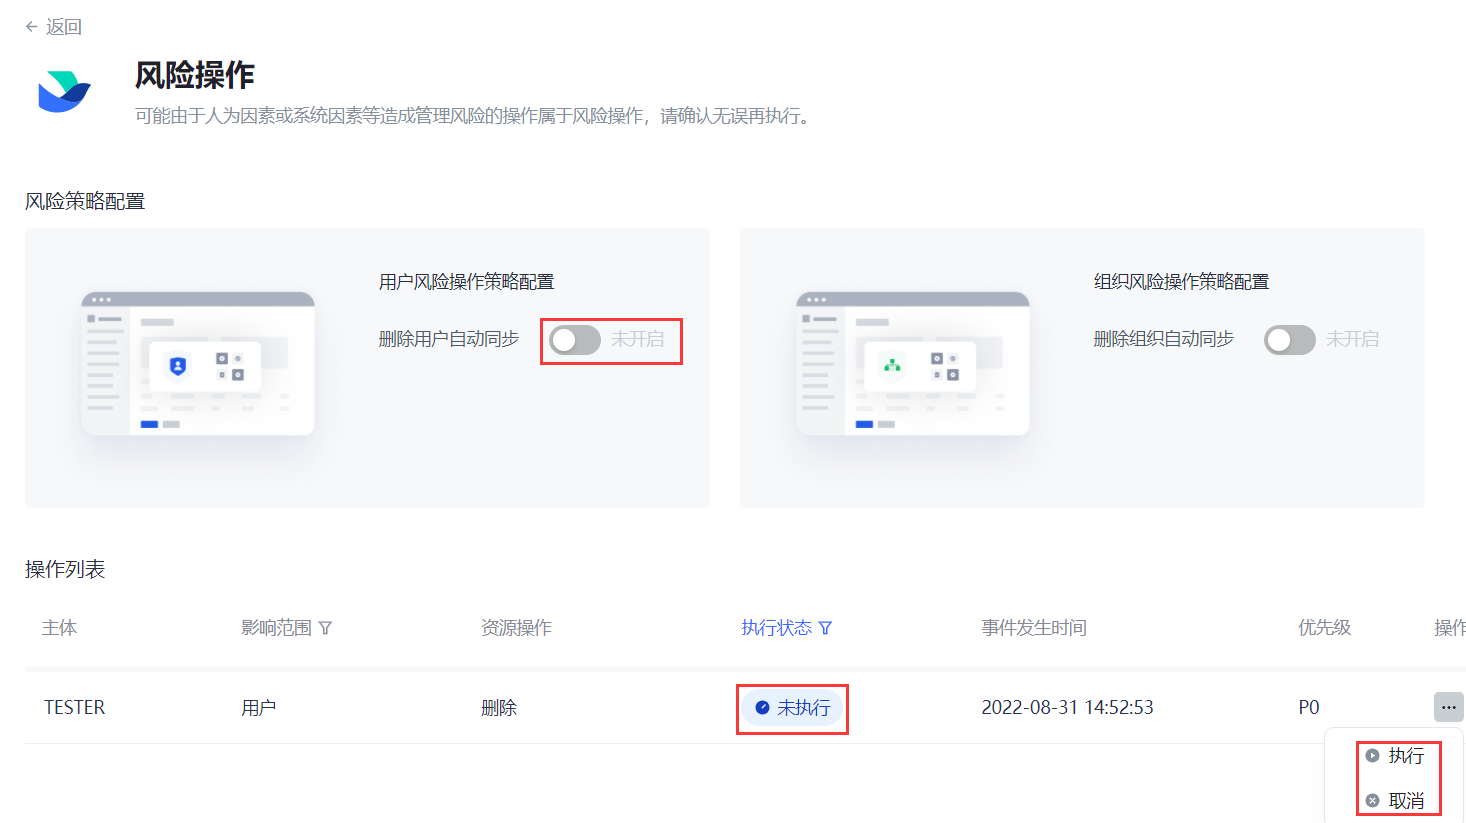 返回
风险操作
可能由于人为因素或系统因素等造成管理风险的操作属于风险操作，请确认无误再执行。
风险策略配置
用户风险操作策略配置
删除用户自动同步 未开启
组织风险操作策略配置
删除组织自动同步 未开启
操作列表
主体 影响范围 资源操作 执行状态 事件发生时间 优先级 操作
TESTER 用户 删除 未执行 2022-08-31 14:52:53 P0
执行
取消